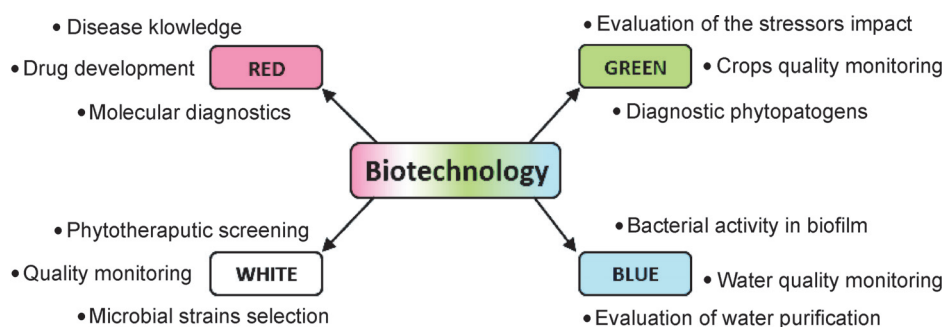 • Disease klowledge
• Drug development
RED
• Molecular diagnostics
• Evaluation of the stressors impact
GREEN
• Crops quality monitoring
• Diagnostic phytopatogens
Biotechnology
• Phytotheraputic screening
• Quality monitoring
WHITE
• Microbial strains selection
• Bacterial activity in biofilm
BLUE
• Water quality monitoring
• Evaluation of water purification